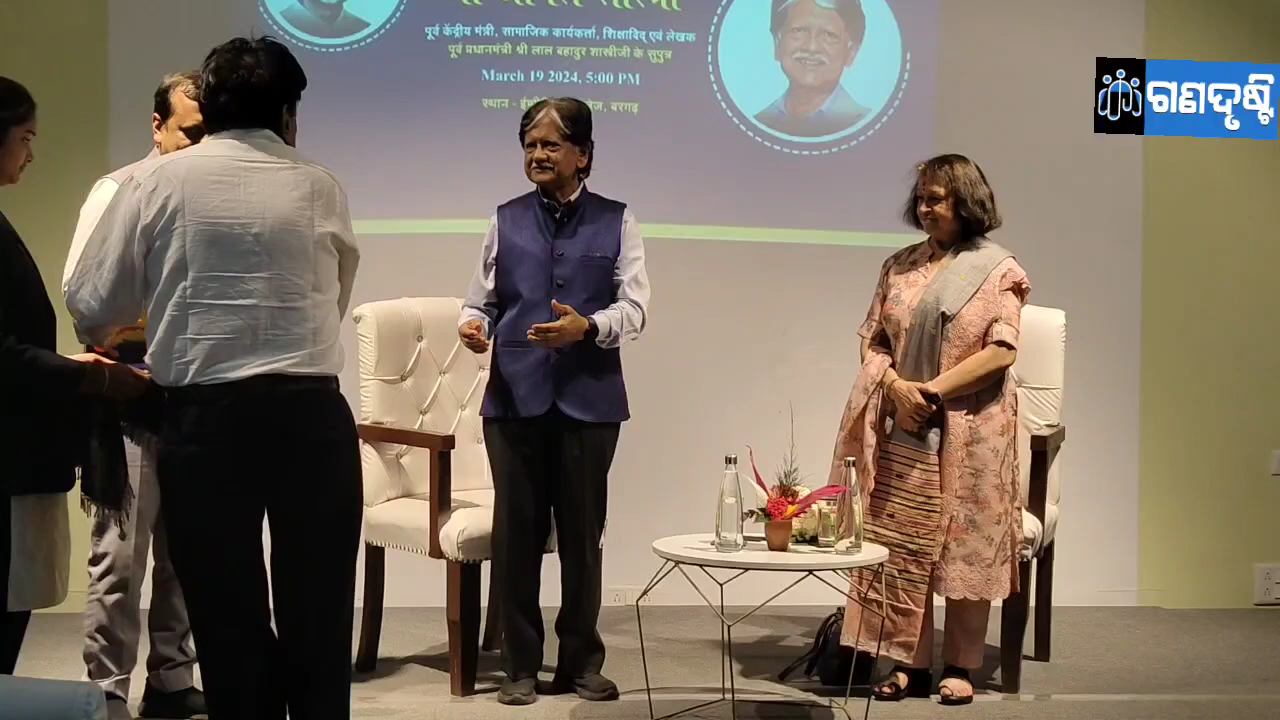 पूर्व केंद्रीय मंत्री, सामाजिक कार्यकर्ता, शिक्षाविद् एवं लेखक
पूर्व प्रधानमंत्री श्री लाल बहादुर शास्त्रीजी के सुपुत्र
March 19 2024, 5:00 PM
स्थान - बरगढ़
ଗଣଦୃଷ୍ଟି